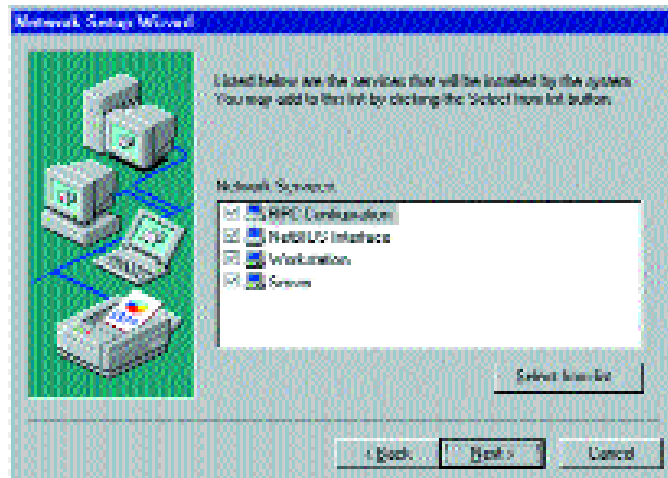 Network Setup Wizard
Listed below are the services that will be installed by the system.
You may add to this list by clicking the Select from list button.
Network Services:
RPC Configuration
NetBIOS Interface
Workstation
Server
Select from list...
< Back
Next >
Cancel